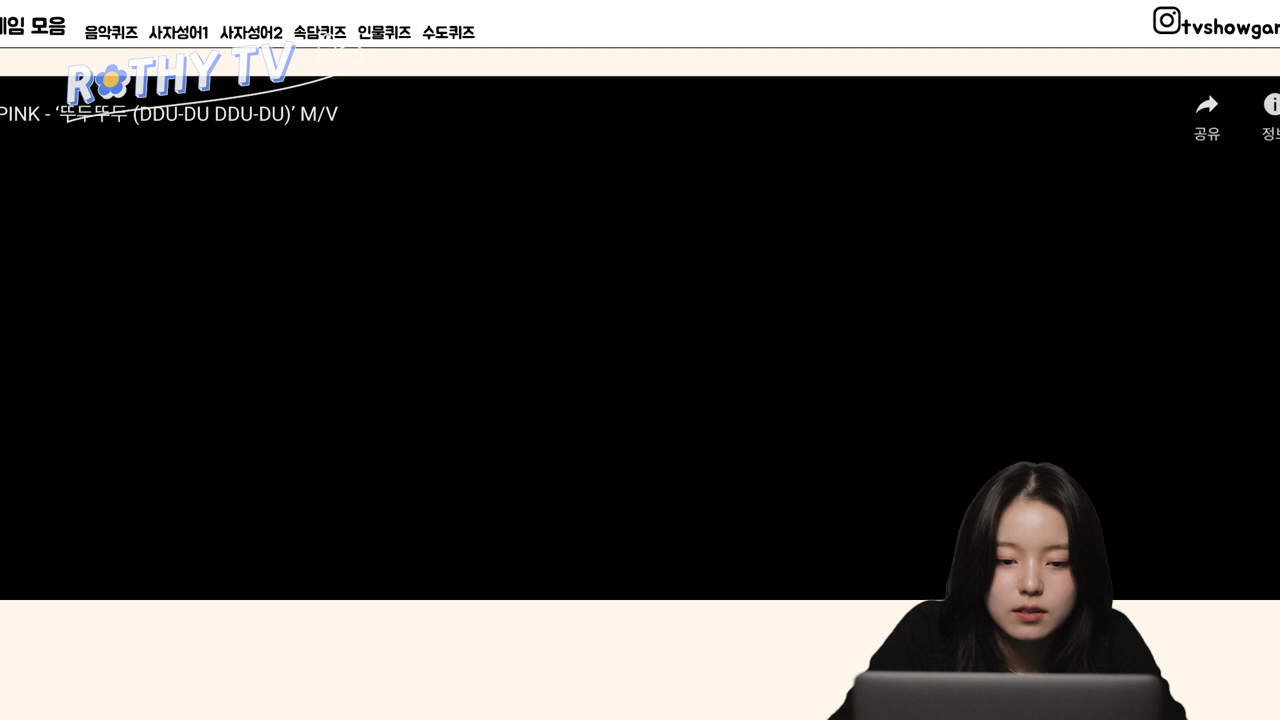 게임 모음
음악퀴즈 사자성어1 사자성어2 속담퀴즈 인물퀴즈 수도퀴즈
tvshowgar
ROTHY TV
PINK - ‘뚜두뚜두 (DDU-DU DDU-DU)’ M/V
공유
정보